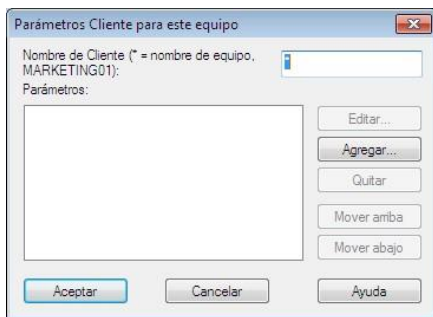 Parámetros Cliente para este equipo
Nombre de Cliente (* = nombre de equipo,
MARKETING01):
*
Parámetros:
Editar...
Agregar...
Quitar
Mover arriba
Mover abajo
Aceptar
Cancelar
Ayuda